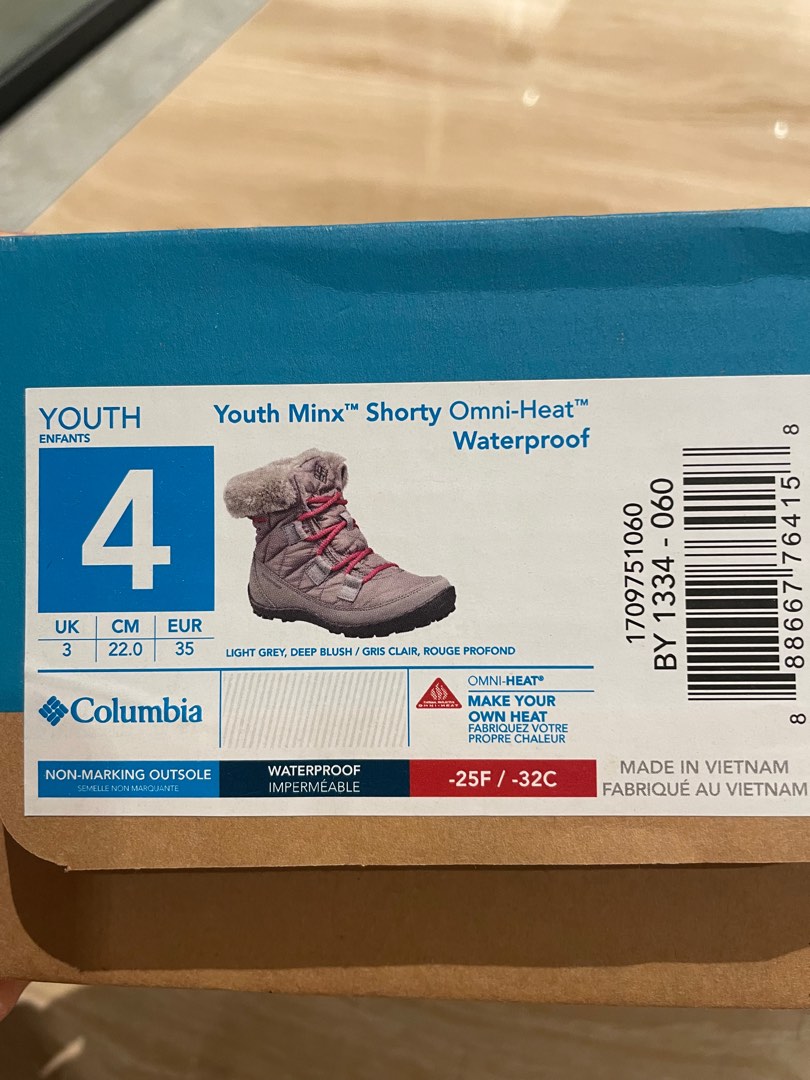 YOUTH
ENFANTS
4
UK CM EUR
3 22.0 35
Youth Minx™ Shorty Omni-Heat™
Waterproof
LIGHT GREY, DEEP BLUSH / GRIS CLAIR, ROUGE PROFOND
Columbia
OMNI-HEAT
OMNI-HEAT®
MAKE YOUR
OWN HEAT
FABRIQUEZ VOTRE
PROPRE CHALEUR
NON-MARKING OUTSOLE
SEMELLE NON MARQUANTE
WATERPROOF
IMPERMÉABLE
-25F / -32C
MADE IN VIETNAM
FABRIQUÉ AU VIETNAM
1709751060
BY 1334 - 060
8 88667 76415 8